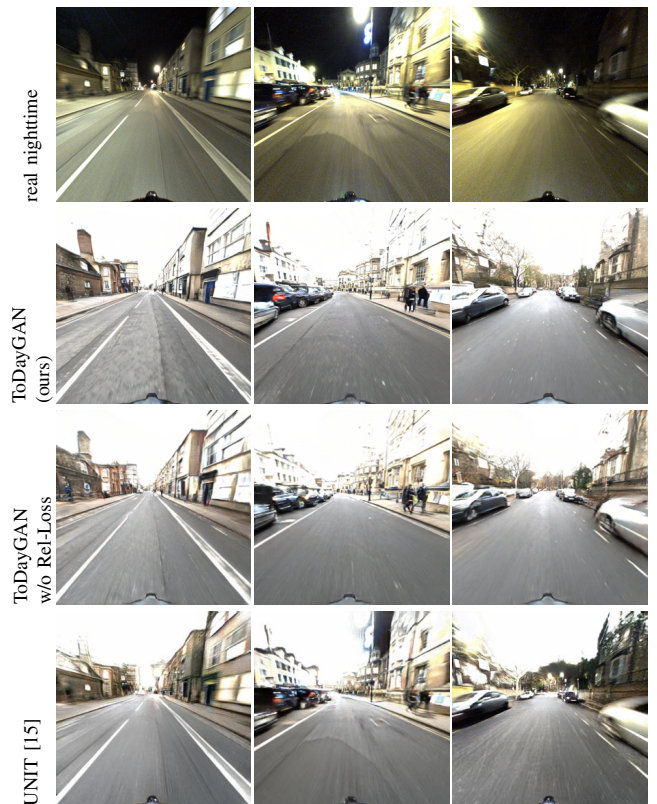 real nighttime
ToDayGAN
(ours)
ToDayGAN
w/o Rel-Loss
UNIT [15]